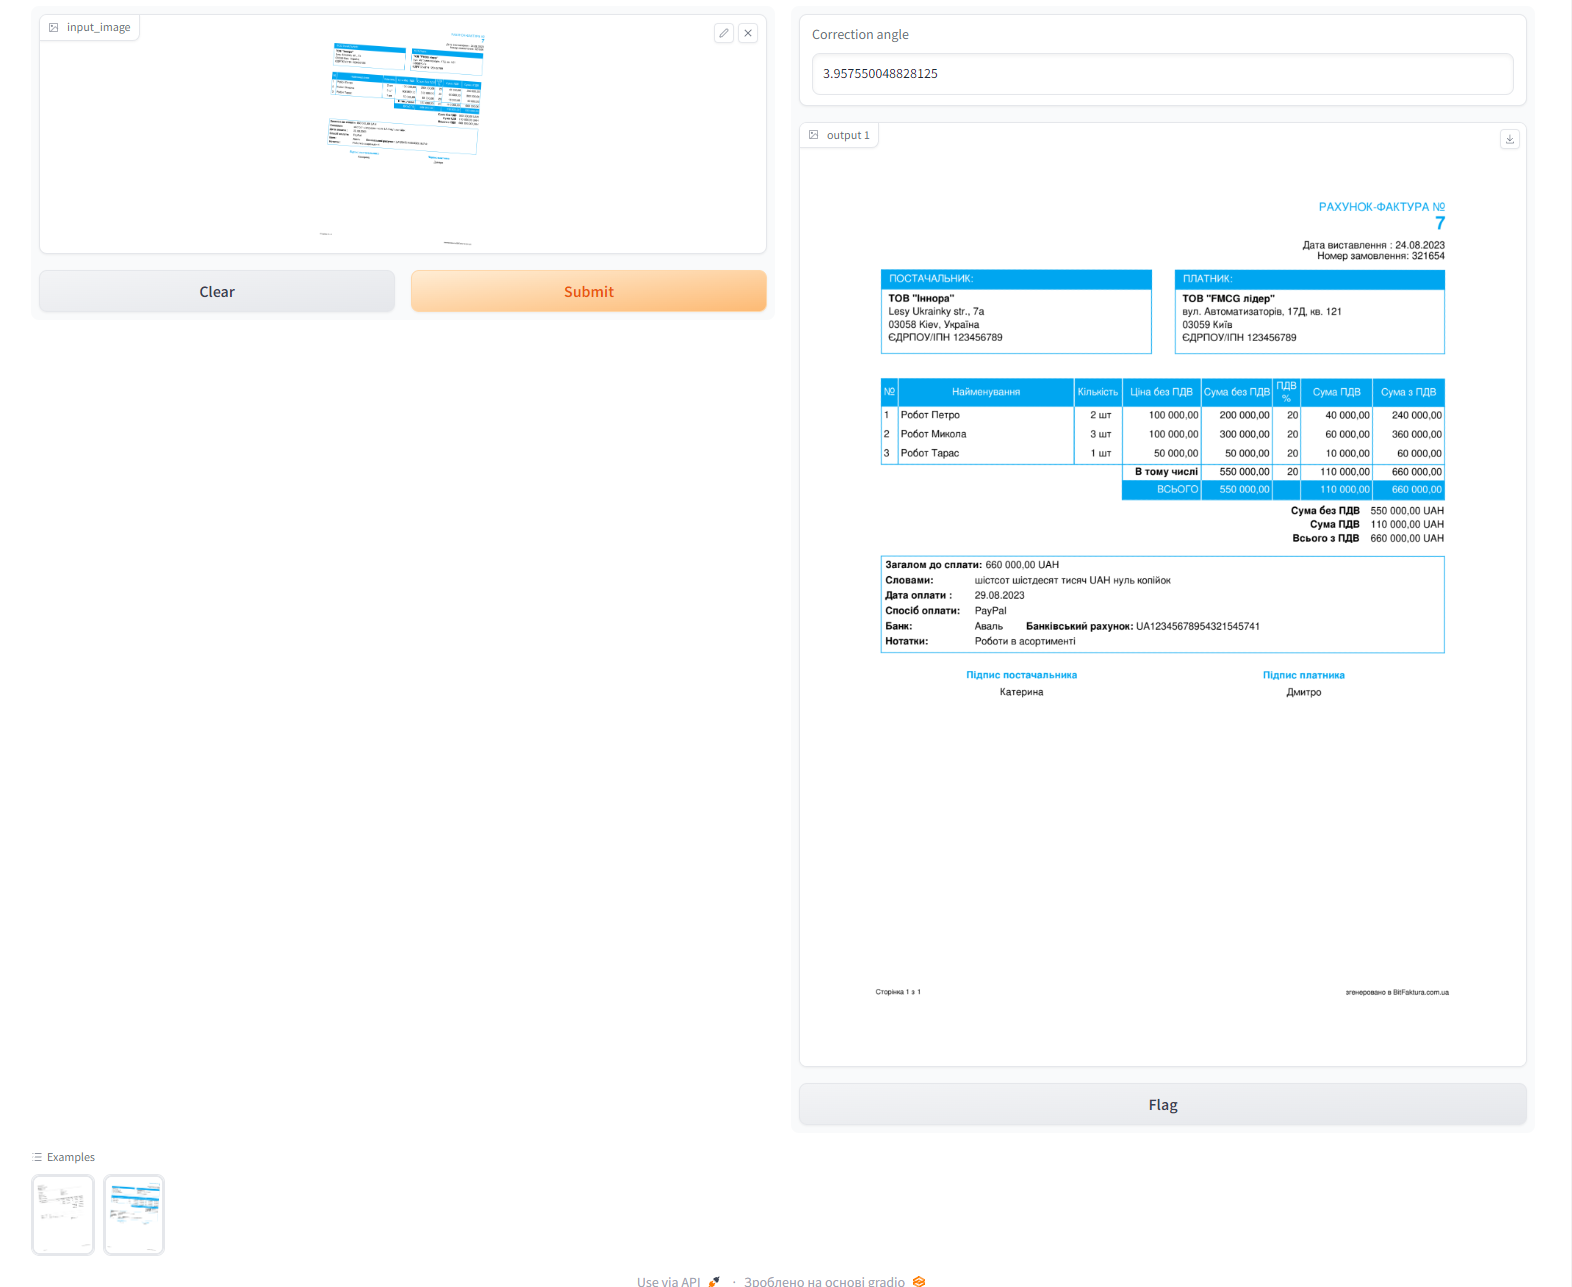 input_image
Clear
Submit
Correction angle
3.957550048828125
output 1
РАХУНОК-ФАКТУРА №
7
Дата виставлення : 24.08.2023
Номер замовлення: 321654
ПОСТАЧАЛЬНИК:
ТОВ "Іннора"
Lesy Ukrainky str., 7a
03058 Kiev, Україна
ЄДРПОУ/ІПН 123456789
ПЛАТНИК:
ТОВ "FMCG лідер"
вул. Автоматизаторів, 17Д, кв. 121
03059 Київ
ЄДРПОУ/ІПН 123456789
№ Найменування Кількість Ціна без ПДВ Сума без ПДВ ПДВ % Сума ПДВ Сума з ПДВ
1 Робот Петро 2 шт 100 000,00 200 000,00 20 40 000,00 240 000,00
2 Робот Микола 3 шт 100 000,00 300 000,00 20 60 000,00 360 000,00
3 Робот Тарас 1 шт 50 000,00 50 000,00 20 10 000,00 60 000,00
В тому числі 550 000,00 20 110 000,00 660 000,00
ВСЬОГО 550 000,00 110 000,00 660 000,00
Сума без ПДВ 550 000,00 UAH
Сума ПДВ 110 000,00 UAH
Всього з ПДВ 660 000,00 UAH
Загалом до сплати: 660 000,00 UAH
Словами: шістсот шістдесят тисяч UAH нуль копійок
Дата оплати : 29.08.2023
Спосіб оплати: PayPal
Банк: Аваль Банківський рахунок: UA12345678954321545741
Нотатки: Роботи в асортименті
Підпис постачальника
Катерина
Підпис платника
Дмитро
Сторінка 1 з 1
згенеровано в BitFaktura.com.ua
Flag
Examples
Use via API · Зроблено на основі gradio